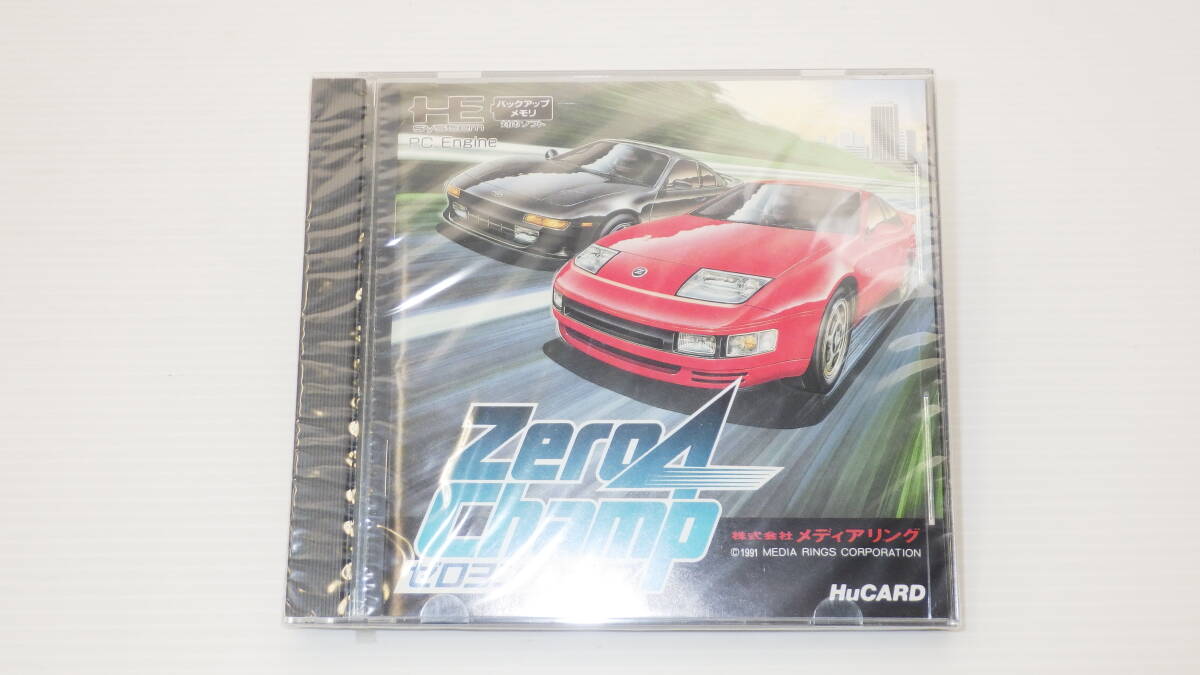 HE
SYSTEM
バックアップ
メモリ
対応ソフト
PC Engine
Zero4
Champ
株式会社 メディアリング
©1991 MEDIA RINGS CORPORATION
HuCARD